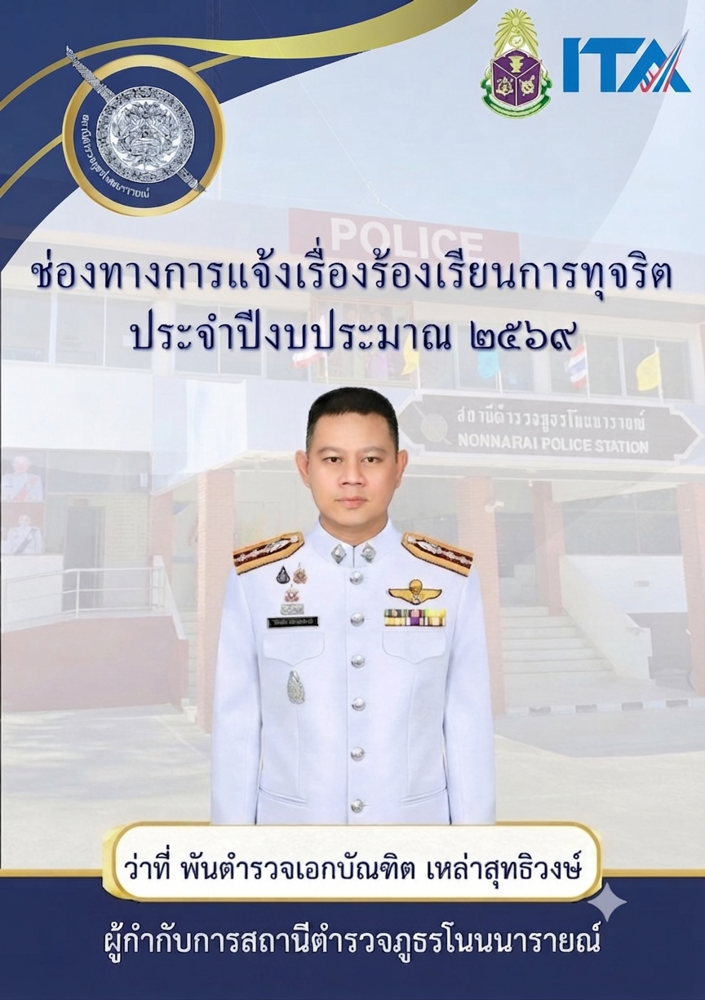 ITA
POLICE
ช่องทางการแจ้งเรื่องร้องเรียนการทุจริต
ประจำปีงบประมาณ ๒๕๖๙
สถานีตำรวจภูธรโนนนารายณ์
NONNARAI POLICE STATION
ว่าที่ พันตำรวจเอกบัณฑิต เหล่าสุทธิวงษ์
ผู้กำกับการสถานีตำรวจภูธรโนนนารายณ์